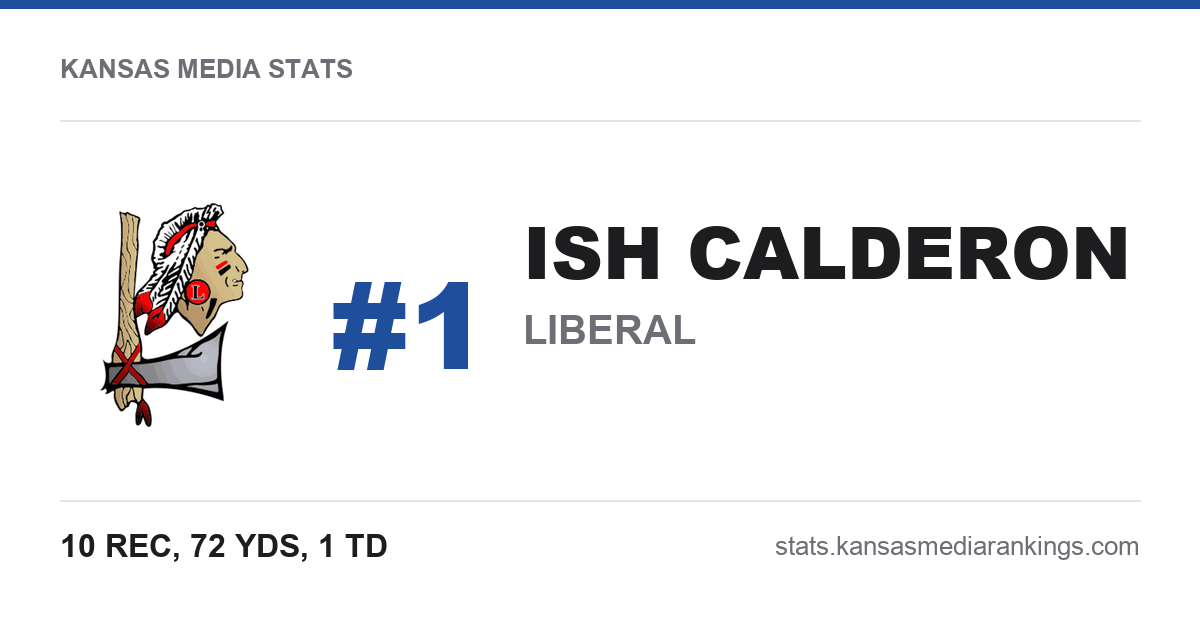 KANSAS MEDIA STATS
L
#1
ISH CALDERON
LIBERAL
10 REC, 72 YDS, 1 TD
stats.kansasmediarankings.com